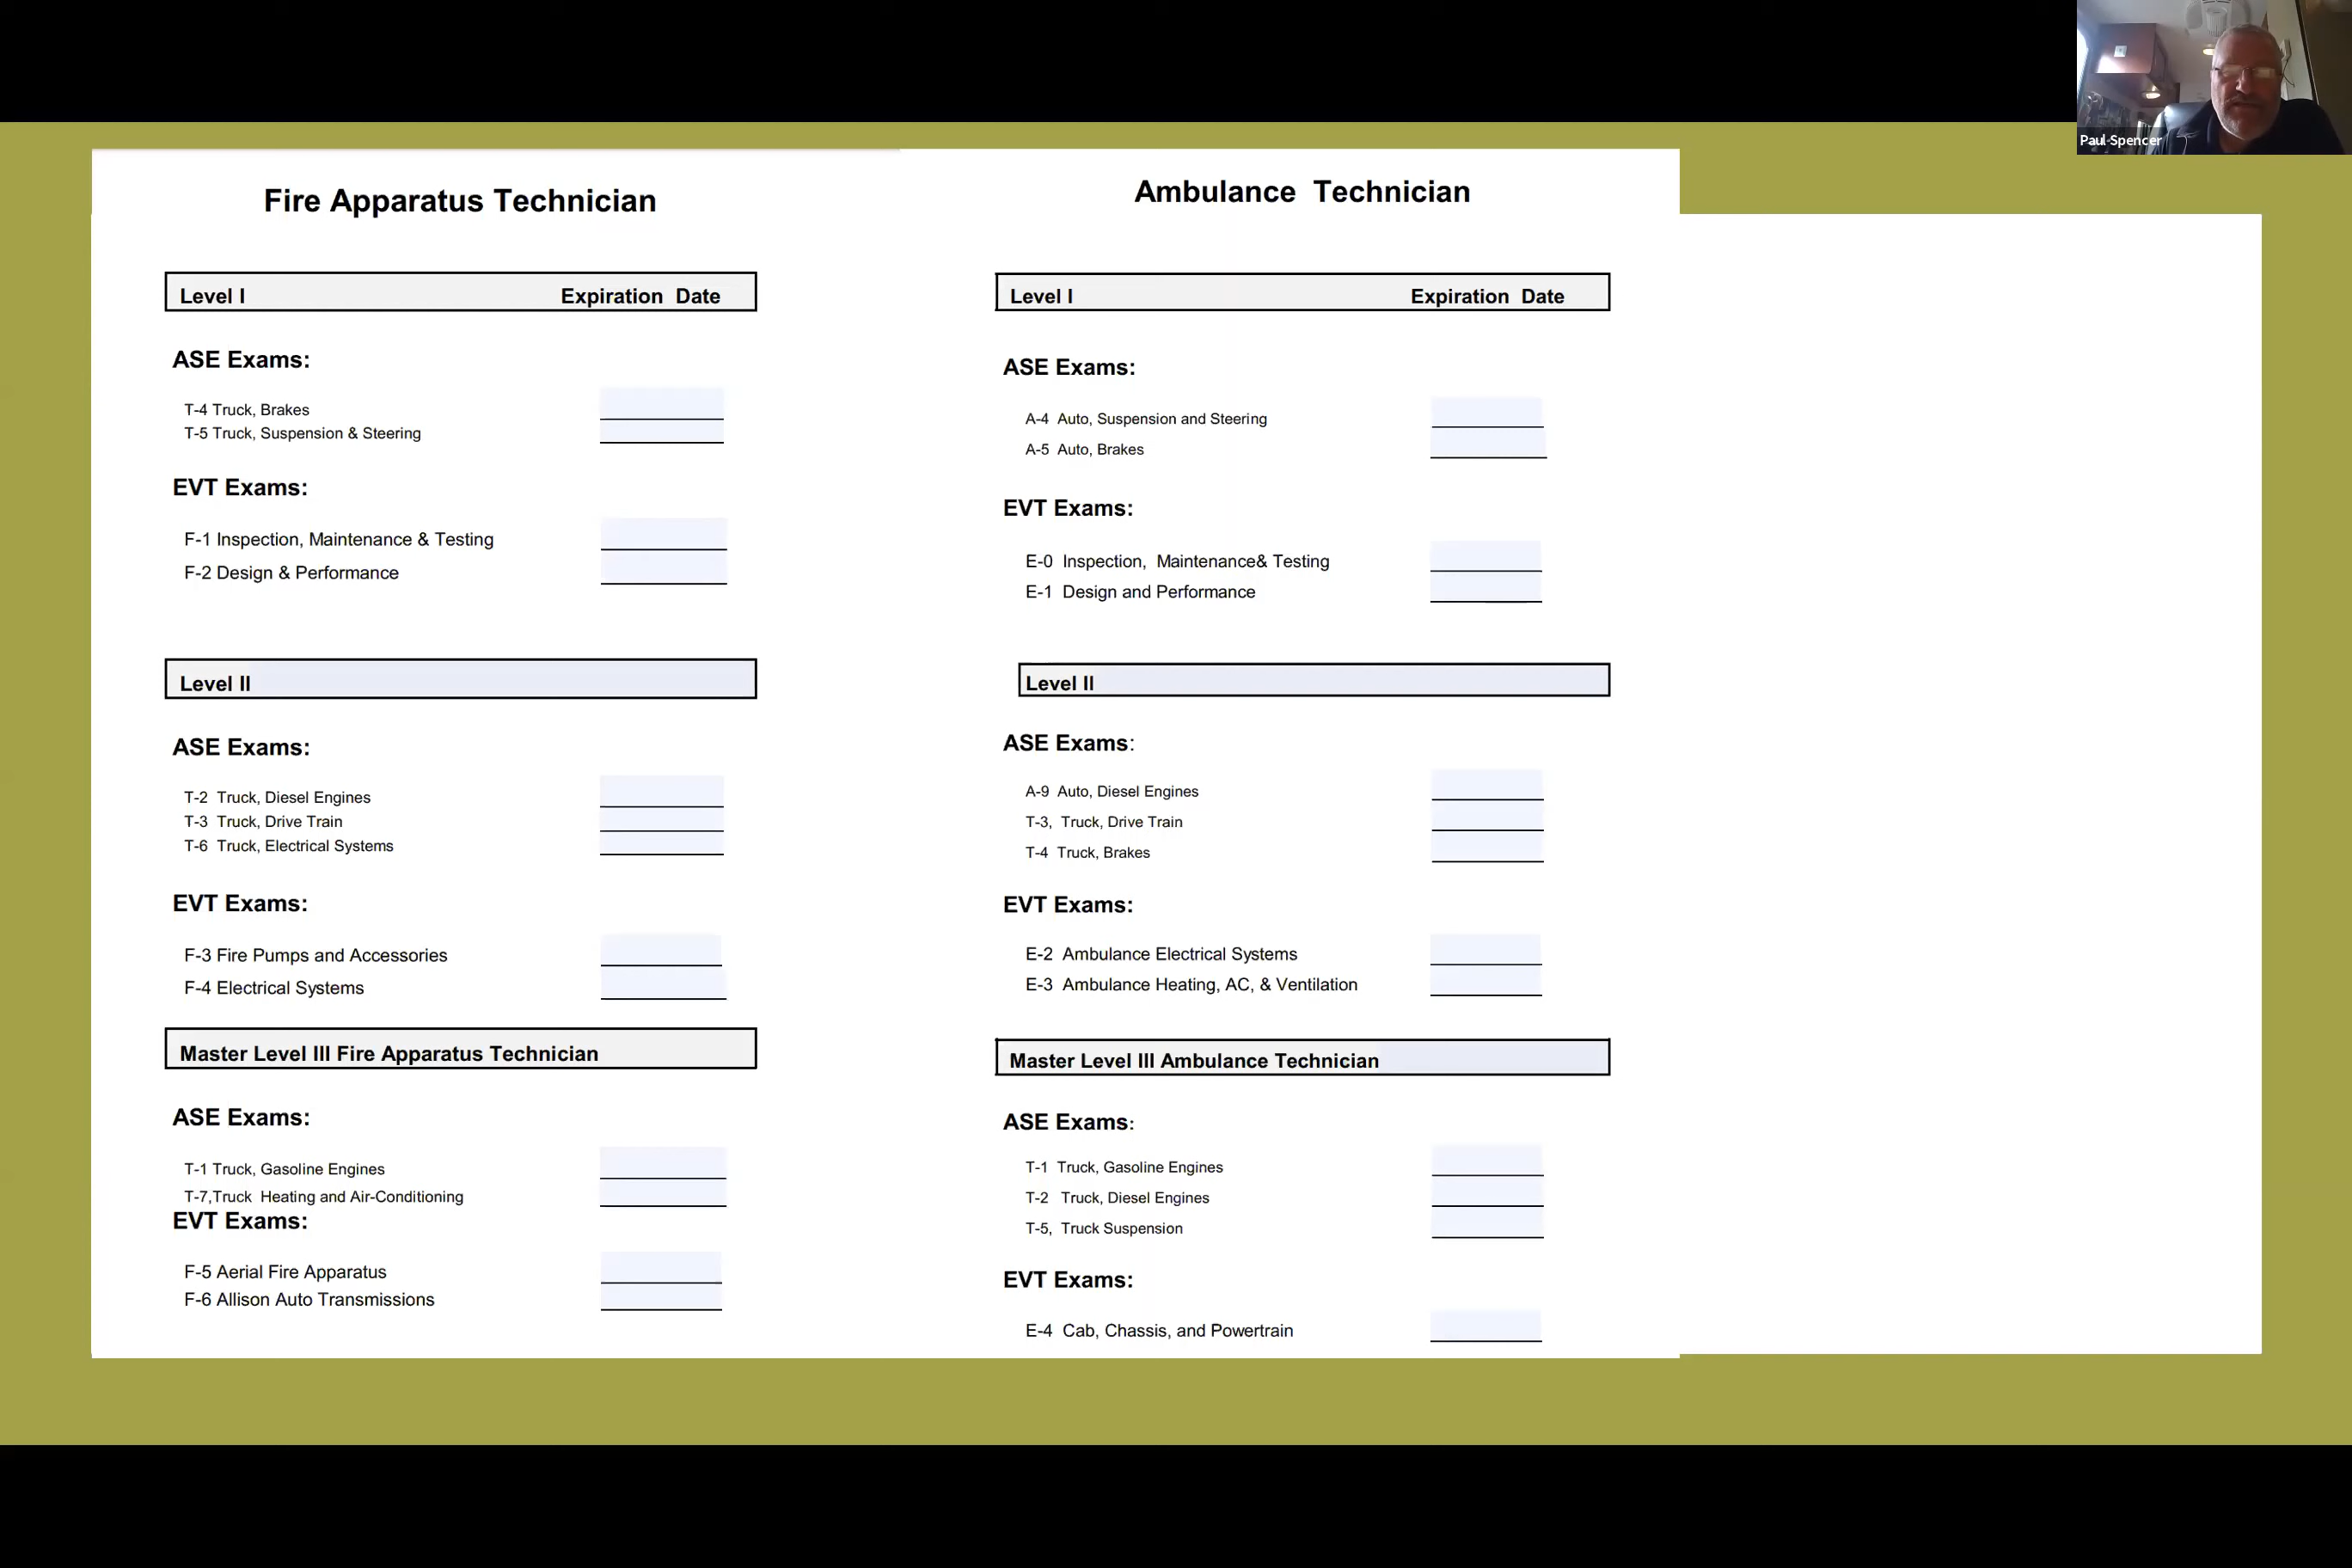 Paul Spencer
Fire Apparatus Technician
Level I Expiration Date
ASE Exams:
T-4 Truck, Brakes
T-5 Truck, Suspension & Steering
EVT Exams:
F-1 Inspection, Maintenance & Testing
F-2 Design & Performance
Level II
ASE Exams:
T-2 Truck, Diesel Engines
T-3 Truck, Drive Train
T-6 Truck, Electrical Systems
EVT Exams:
F-3 Fire Pumps and Accessories
F-4 Electrical Systems
Master Level III Fire Apparatus Technician
ASE Exams:
T-1 Truck, Gasoline Engines
T-7,Truck Heating and Air-Conditioning
EVT Exams:
F-5 Aerial Fire Apparatus
F-6 Allison Auto Transmissions
Ambulance Technician
Level I Expiration Date
ASE Exams:
A-4 Auto, Suspension and Steering
A-5 Auto, Brakes
EVT Exams:
E-0 Inspection, Maintenance& Testing
E-1 Design and Performance
Level II
ASE Exams:
A-9 Auto, Diesel Engines
T-3, Truck, Drive Train
T-4 Truck, Brakes
EVT Exams:
E-2 Ambulance Electrical Systems
E-3 Ambulance Heating, AC, & Ventilation
Master Level III Ambulance Technician
ASE Exams:
T-1 Truck, Gasoline Engines
T-2 Truck, Diesel Engines
T-5, Truck Suspension
EVT Exams:
E-4 Cab, Chassis, and Powertrain